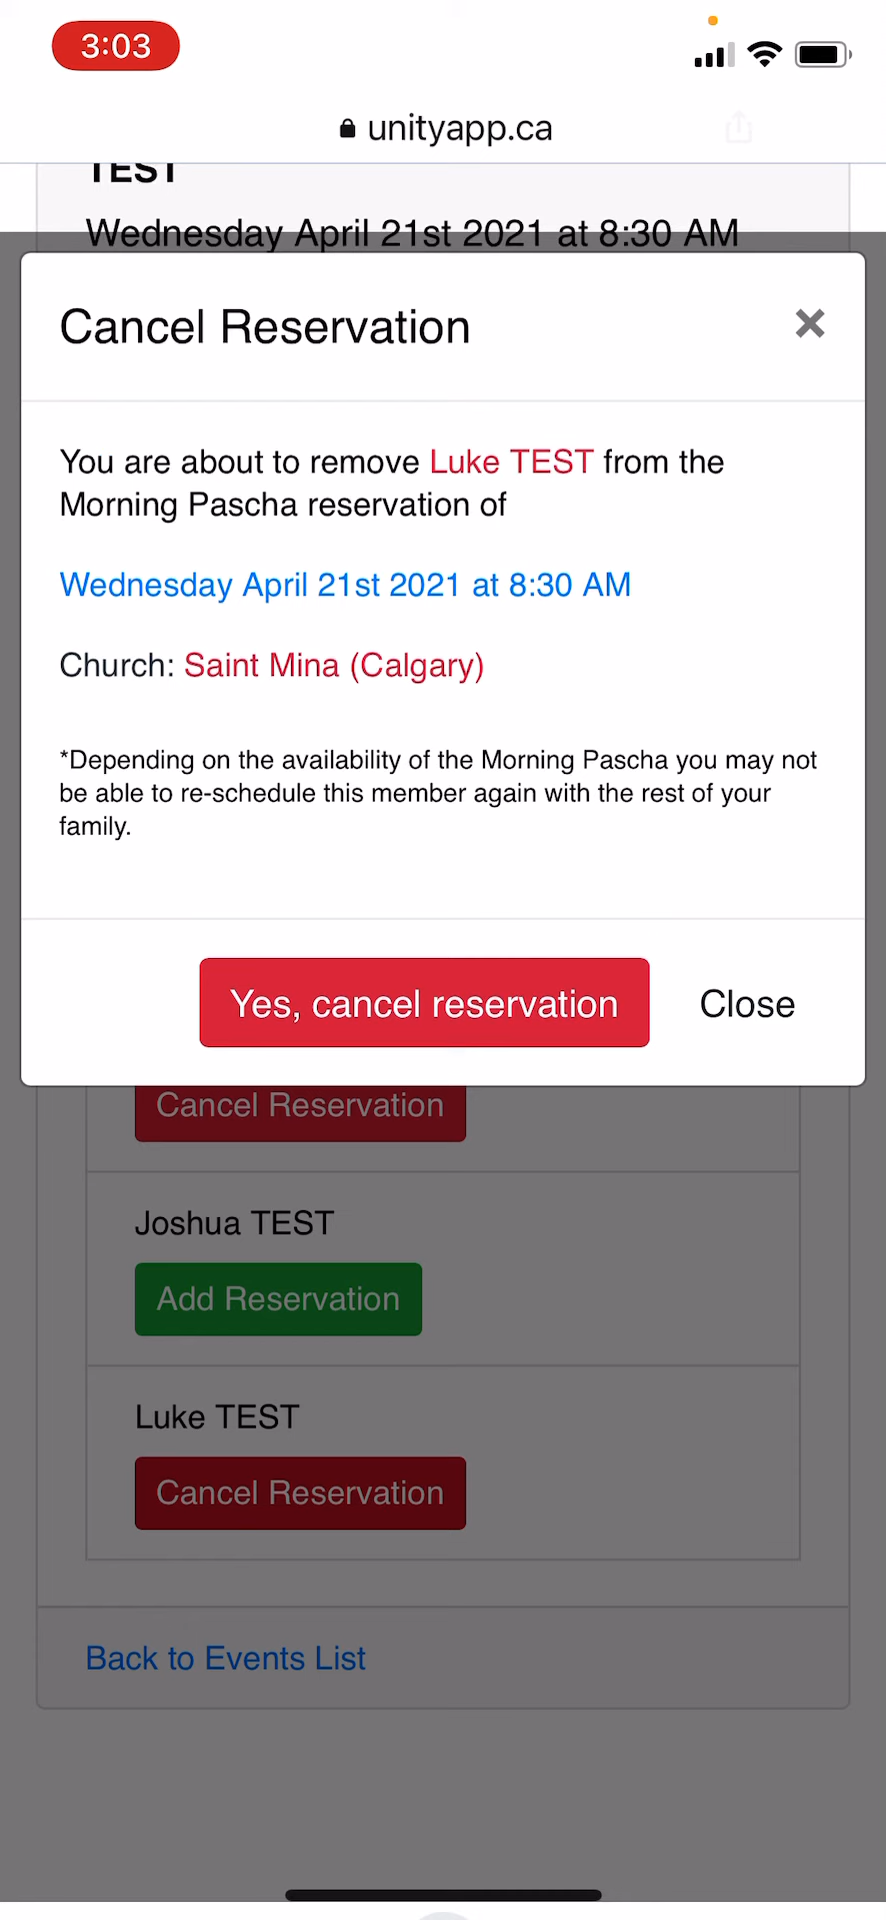 3:03
unityapp.ca
TEST
Wednesday April 21st 2021 at 8:30 AM
Cancel Reservation
You are about to remove Luke TEST from the
Morning Pascha reservation of
Wednesday April 21st 2021 at 8:30 AM
Church: Saint Mina (Calgary)
*Depending on the availability of the Morning Pascha you may not
be able to re-schedule this member again with the rest of your
family.
Yes, cancel reservation
Close
Cancel Reservation
Joshua TEST
Add Reservation
Luke TEST
Cancel Reservation
Back to Events List